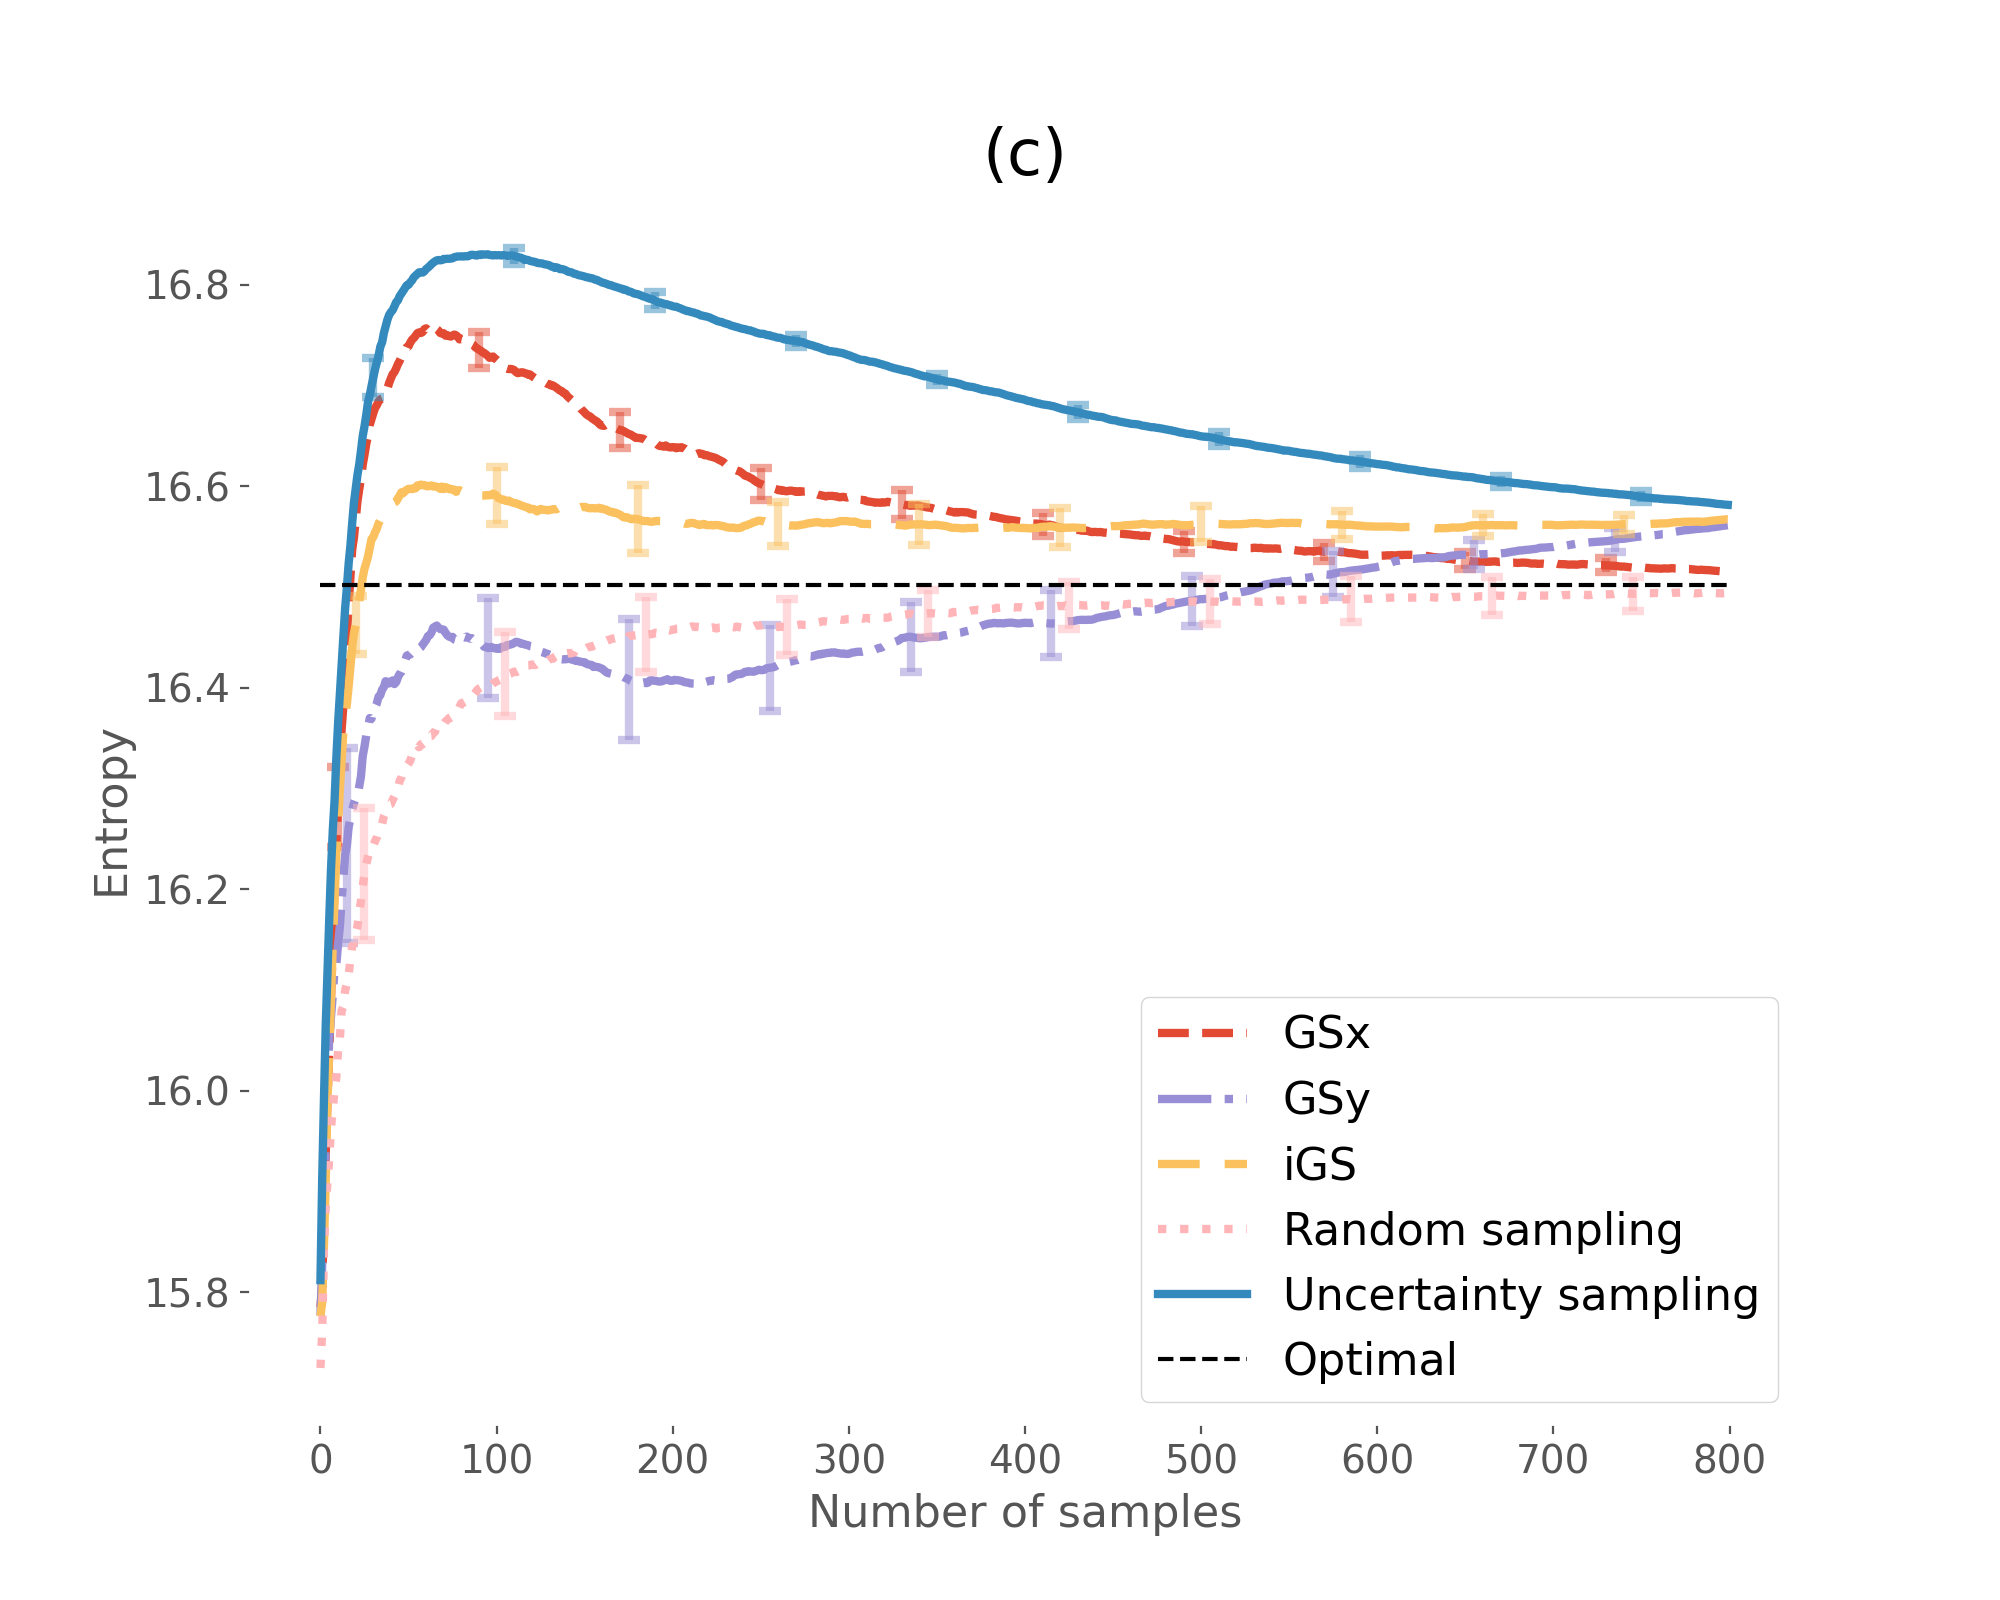 (c)
16.8
16.6
16.4
16.2
16.0
15.8
Entropy
0 100 200 300 400 500 600 700 800
Number of samples
GSx
GSy
iGS
Random sampling
Uncertainty sampling
Optimal